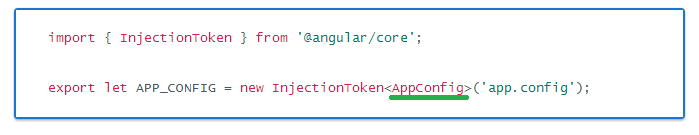 import { InjectionToken } from '@angular/core';
export let APP_CONFIG = new InjectionToken<AppConfig>('app.config');